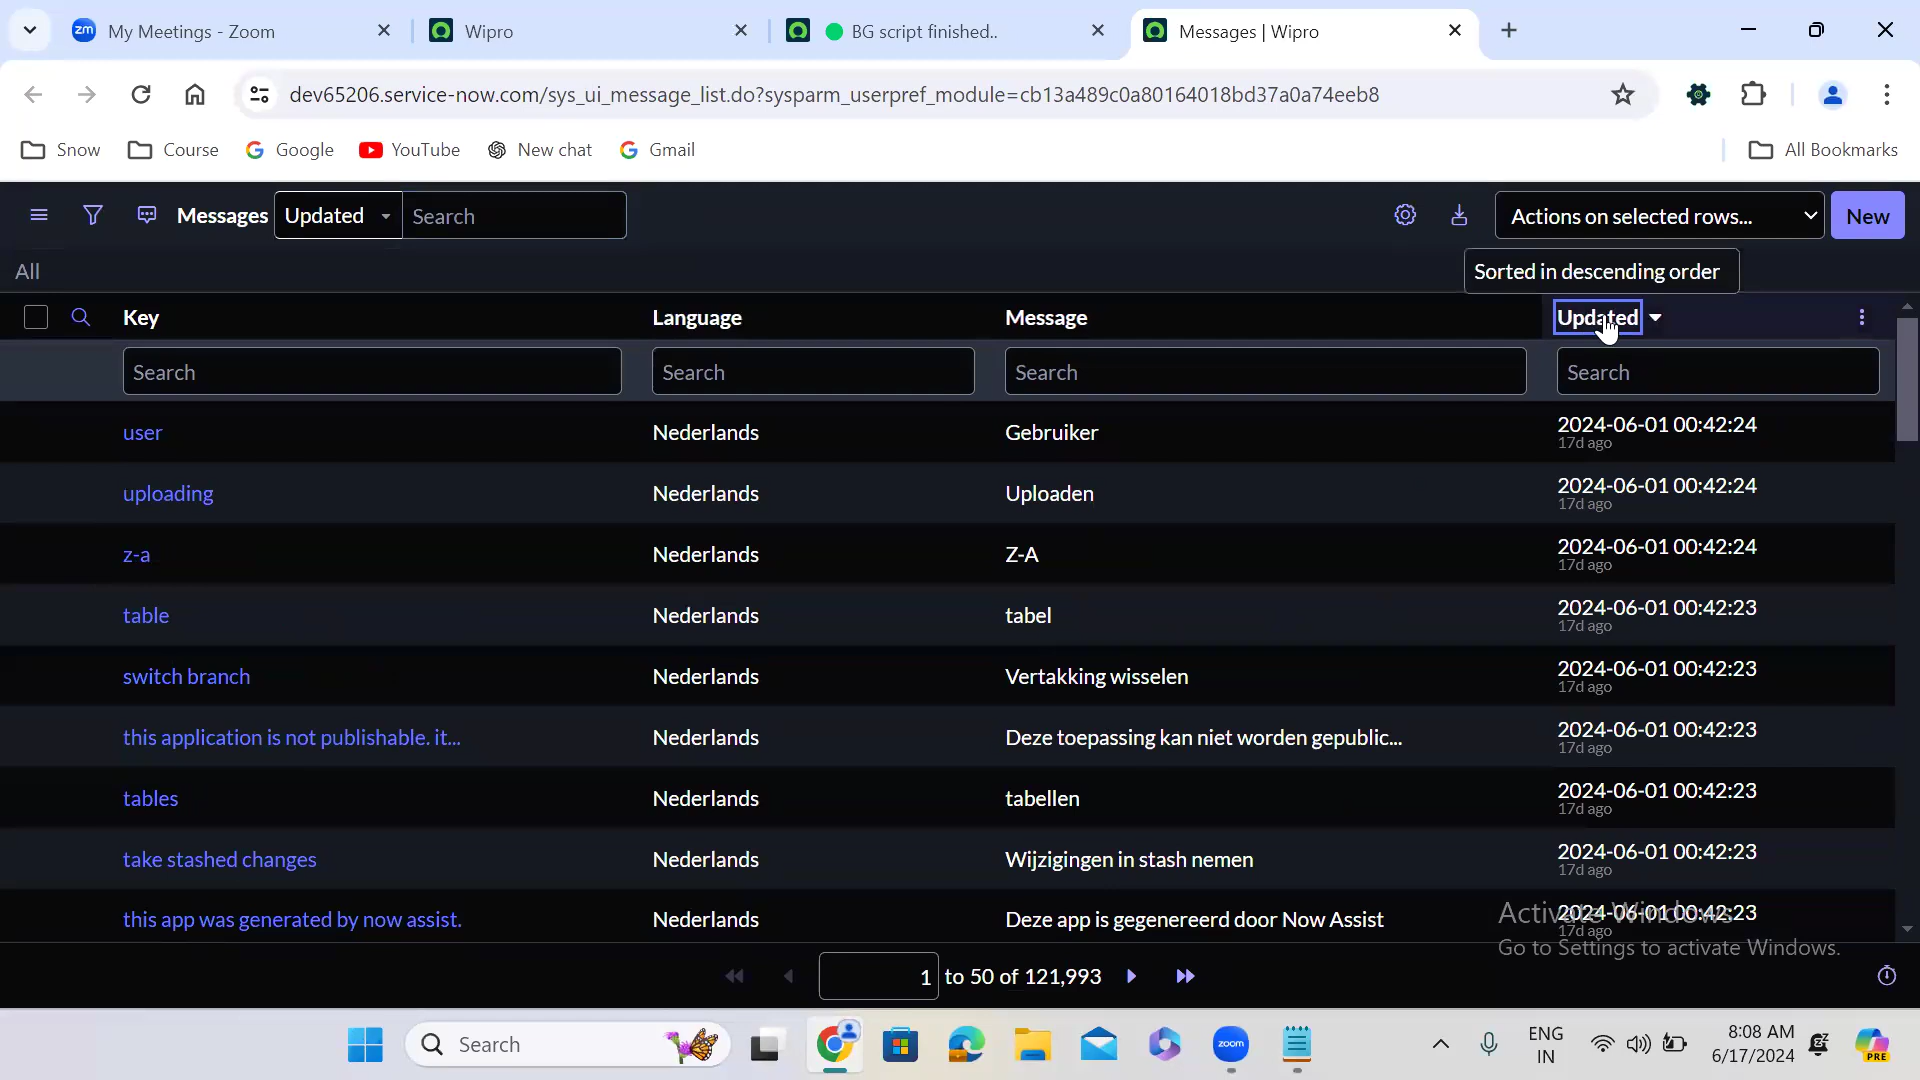 My Meetings - Zoom
Wipro
BG script finished..
Messages | Wipro
dev65206.service-now.com/sys_ui_message_list.do?sysparm_userpref_module=cb13a489c0a80164018bd37a0a74eeb8
Snow
Course
Google
YouTube
New chat
Gmail
All Bookmarks
Messages
Updated
Search
Actions on selected rows...
New
All
Sorted in descending order
Key Language Message Updated
Search Search Search Search
user Nederlands Gebruiker 2024-06-01 00:42:24
17d ago
uploading Nederlands Uploaden 2024-06-01 00:42:24
17d ago
z-a Nederlands Z-A 2024-06-01 00:42:24
17d ago
table Nederlands tabel 2024-06-01 00:42:23
17d ago
switch branch Nederlands Vertakking wisselen 2024-06-01 00:42:23
17d ago
this application is not publishable. it... Nederlands Deze toepassing kan niet worden gepublic... 2024-06-01 00:42:23
17d ago
tables Nederlands tabellen 2024-06-01 00:42:23
17d ago
take stashed changes Nederlands Wijzigingen in stash nemen 2024-06-01 00:42:23
17d ago
this app was generated by now assist. Nederlands Deze app is gegenereerd door Now Assist 2024-06-01 00:42:23
17d ago
Activate Windows
Go to Settings to activate Windows.
1 to 50 of 121,993
Search
zoom
ENG
IN
8:08 AM
6/17/2024
PRE